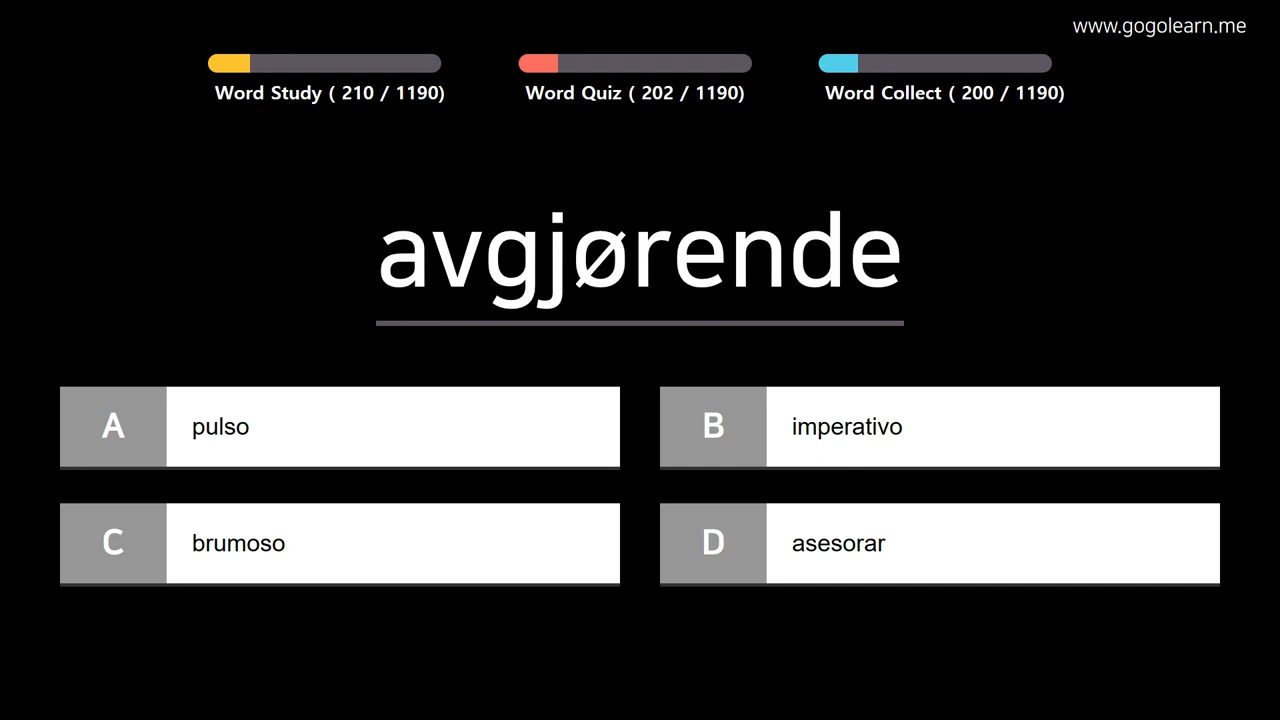 www.gogolearn.me
Word Study ( 210 / 1190)
Word Quiz ( 202 / 1190)
Word Collect ( 200 / 1190)
avgjørende
A pulso
B imperativo
C brumoso
D asesorar